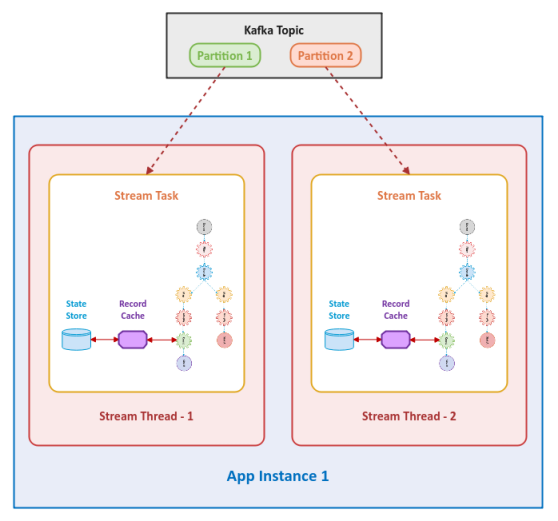 Kafka Topic
Partition 1
Partition 2
Stream Task
State
Store
Record
Cache
Stream Thread - 1
Stream Task
State
Store
Record
Cache
Stream Thread - 2
App Instance 1